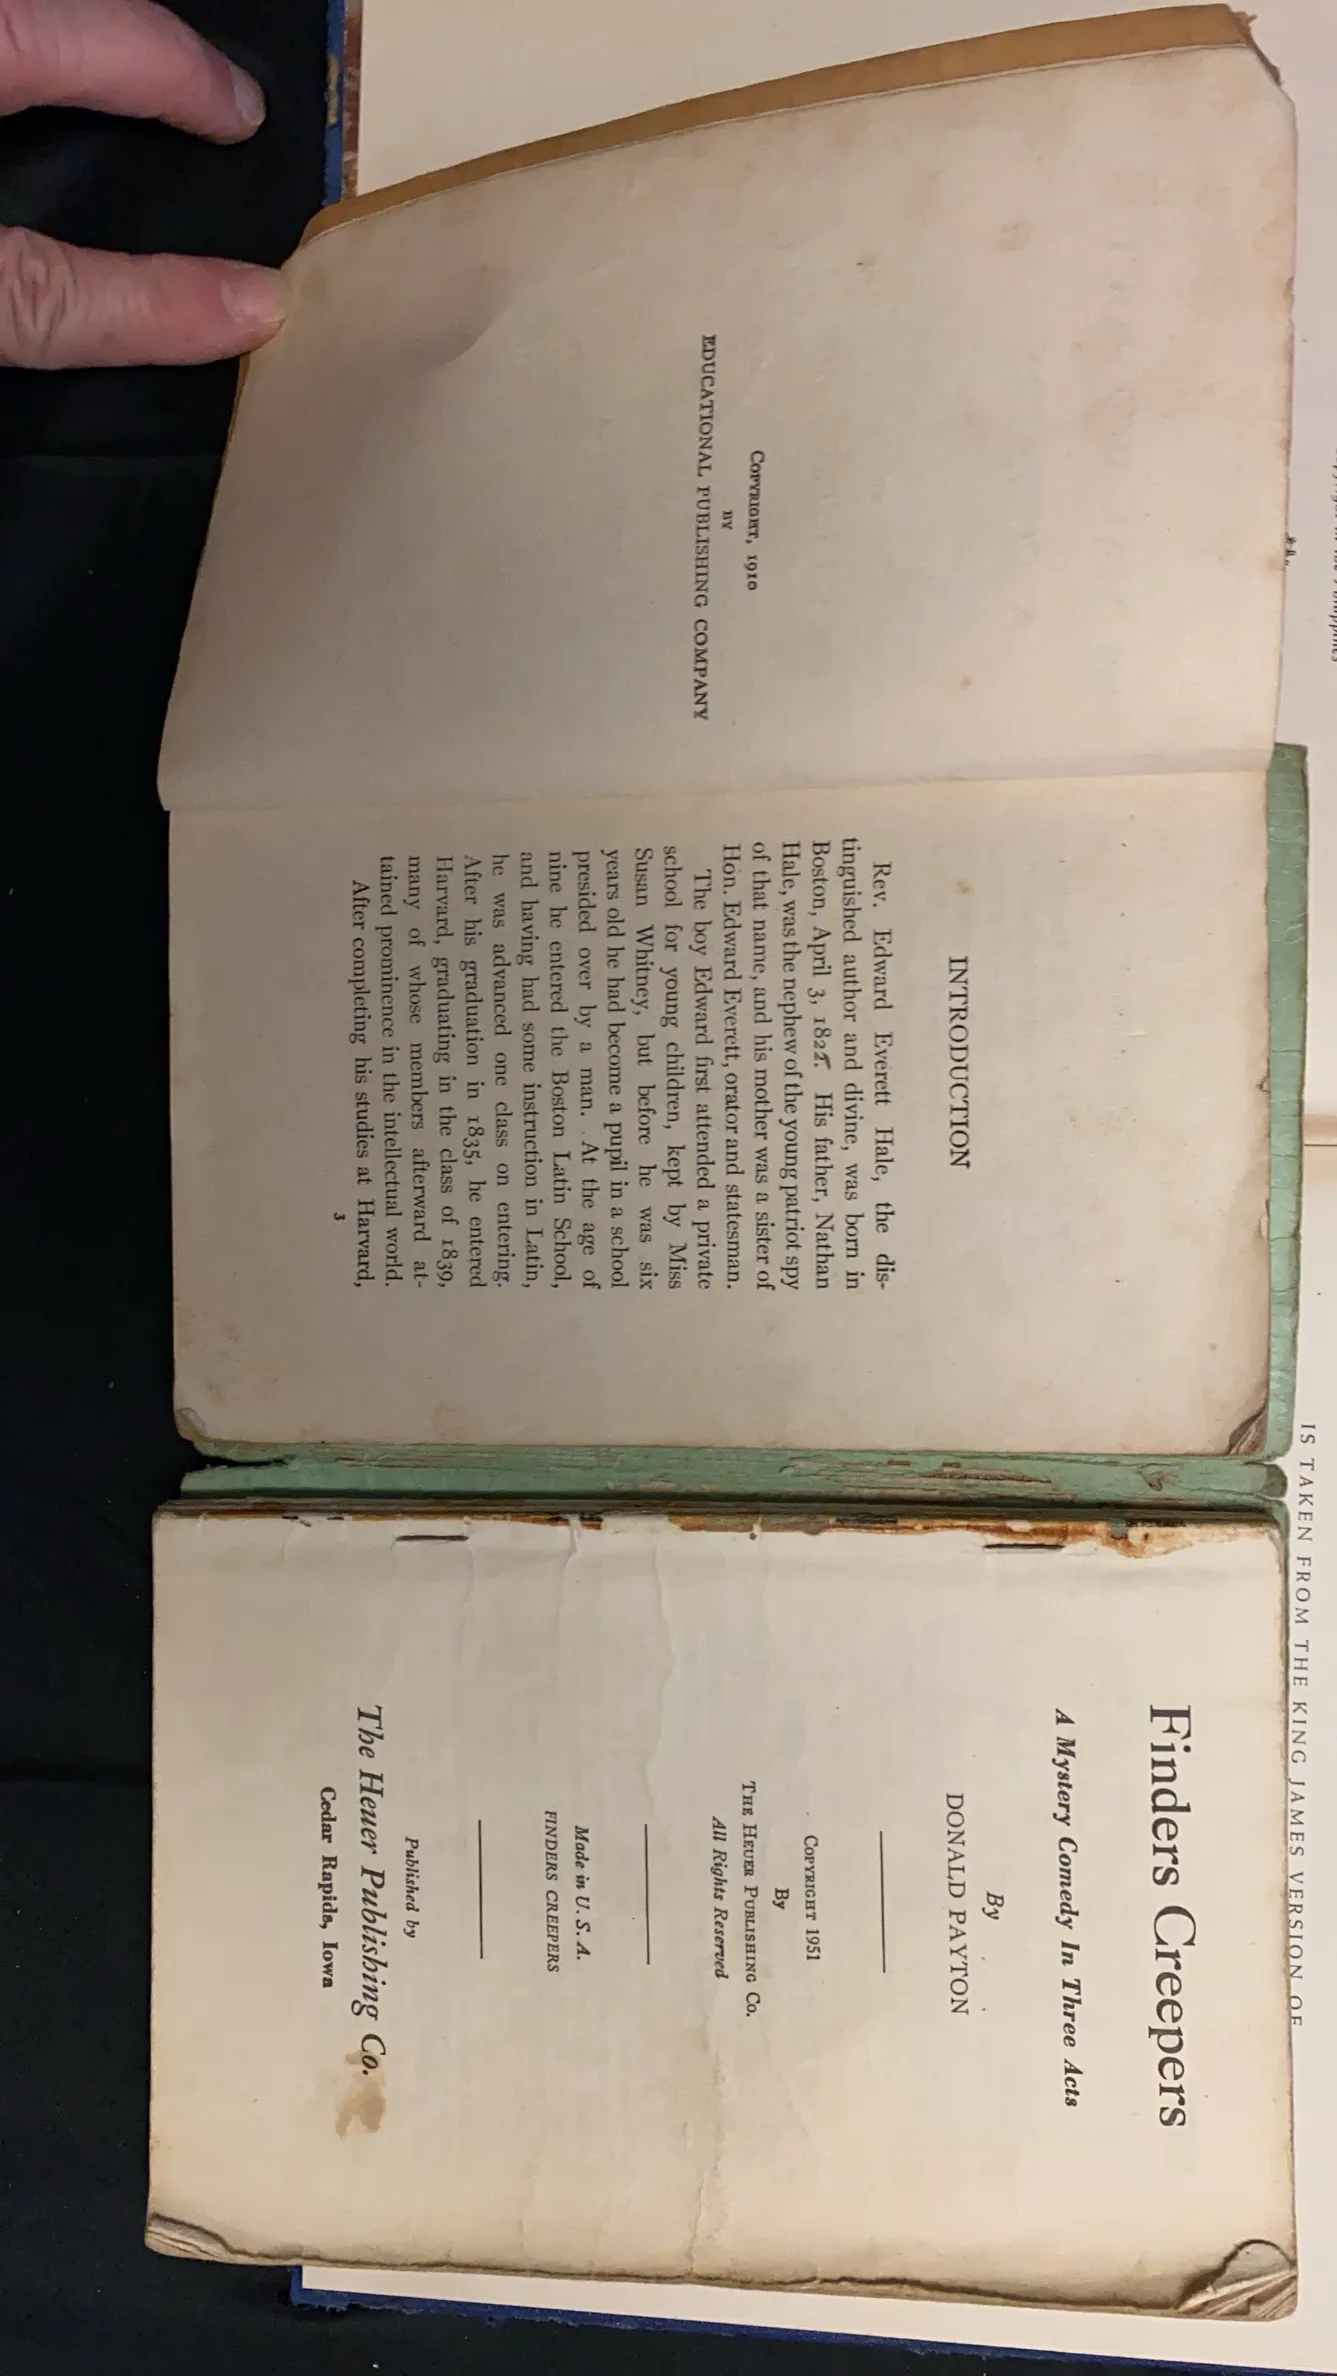 COPYRIGHT, 1910
BY
EDUCATIONAL PUBLISHING COMPANY
INTRODUCTION
Rev. Edward Everett Hale, the dis-
tinguished author and divine, was born in
Boston, April 3, 1822. His father, Nathan
Hale, was the nephew of the young patriot spy
of that name, and his mother was a sister of
Hon. Edward Everett, orator and statesman.
The boy Edward first attended a private
school for young children, kept by Miss
Susan Whitney, but before he was six
years old he had become a pupil in a school
presided over by a man. At the age of
nine he entered the Boston Latin School,
and having had some instruction in Latin,
he was advanced one class on entering.
After his graduation in 1835, he entered
Harvard, graduating in the class of 1839,
many of whose members afterward at-
tained prominence in the intellectual world.
After completing his studies at Harvard,
3
Finders Creepers
A Mystery Comedy In Three Acts
By
DONALD PAYTON
COPYRIGHT 1951
By
THE HEUER PUBLISHING CO.
All Rights Reserved
Made in U. S. A.
FINDERS CREEPERS
Published by
The Heuer Publishing Co.
Cedar Rapids, Iowa
IS TAKEN FROM THE KING JAMES VERSION OF